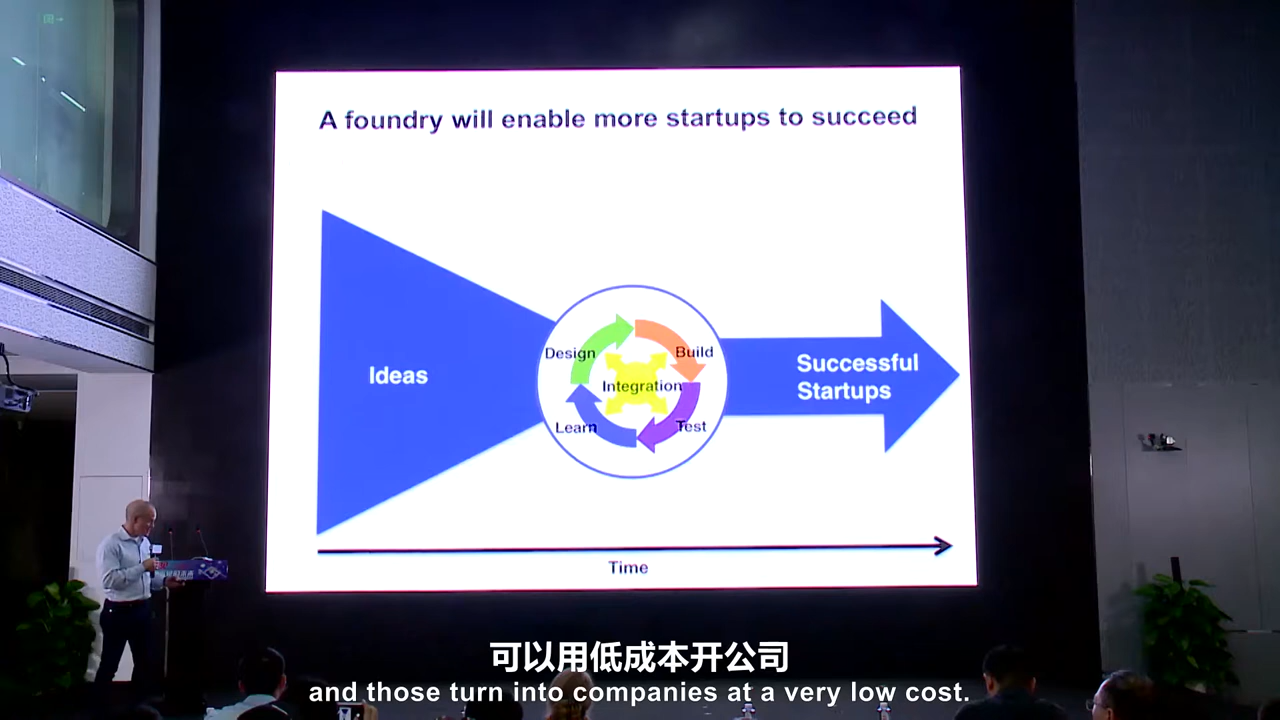 A foundry will enable more startups to succeed
Ideas
Design
Build
Integration
Learn
Test
Successful
Startups
Time
可以用低成本开公司
and those turn into companies at a very low cost.